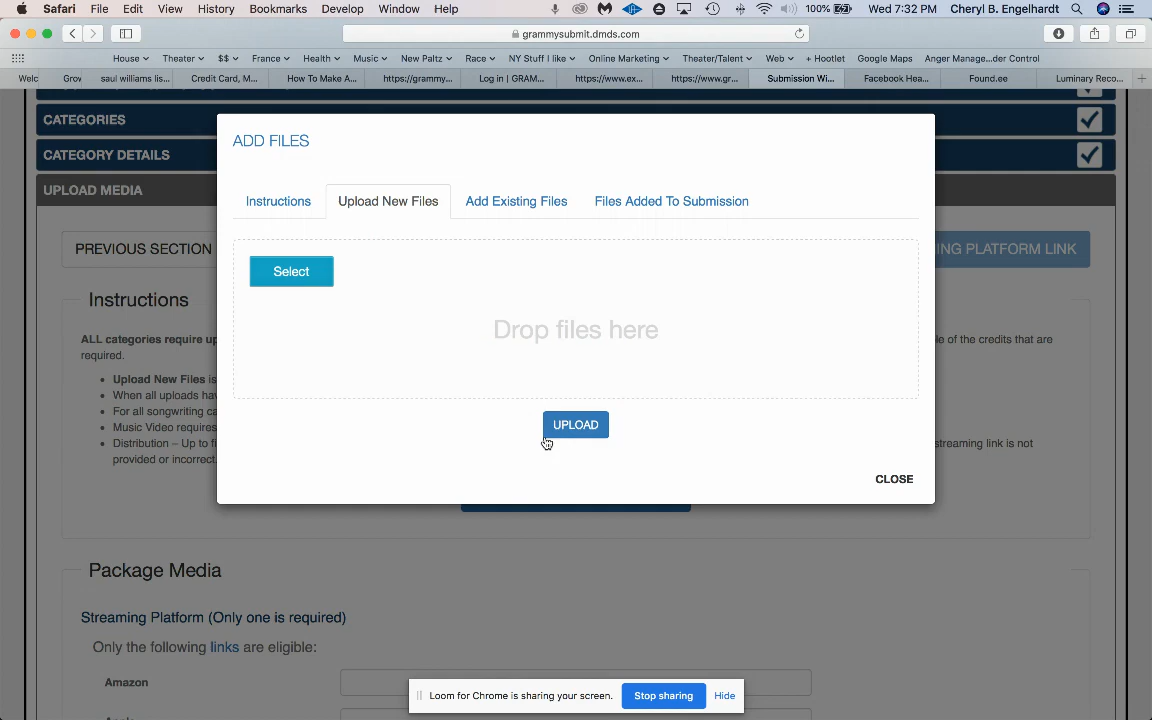 Safari File Edit View History Bookmarks Develop Window Help 100% Wed 7:32 PM Cheryl B. Engelhardt
grammysubmit.dmds.com
House Theater $$ France Health Music New Paltz Race NY Stuff I like Online Marketing Theater/Talent Web + Hootlet Google Maps Anger Manage...der Control
Welc Grov saul williams lis... Credit Card, M... How To Make A... https://grammy... Log in | GRAM... https://www.ex... https://www.gr... Submission Wi... Facebook Hea... Found.ee Luminary Reco...
CATEGORIES
CATEGORY DETAILS
UPLOAD MEDIA
ADD FILES
Instructions Upload New Files Add Existing Files Files Added To Submission
PREVIOUS SECTION
ING PLATFORM LINK
Select
Drop files here
UPLOAD
CLOSE
Instructions
ALL categories require up
le of the credits that are
required.
• Upload New Files is
• When all uploads hav
• For all songwriting ca
• Music Video requires
• Distribution – Up to fi
streaming link is not
provided or incorrect.
Package Media
Streaming Platform (Only one is required)
Only the following links are eligible:
Amazon
Loom for Chrome is sharing your screen. Stop sharing Hide